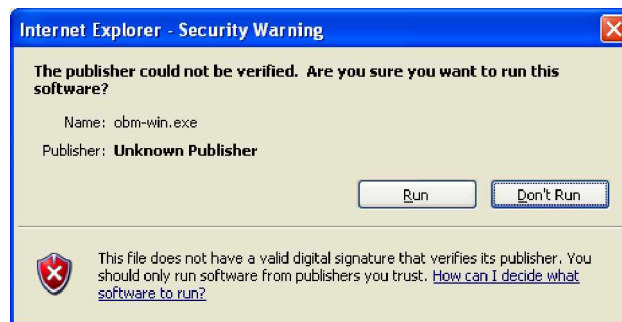 Internet Explorer - Security Warning
The publisher could not be verified.  Are you sure you want to run this
software?
Name: obm-win.exe
Publisher: Unknown Publisher
Run
Don't Run
This file does not have a valid digital signature that verifies its publisher. You
should only run software from publishers you trust. How can I decide what
software to run?